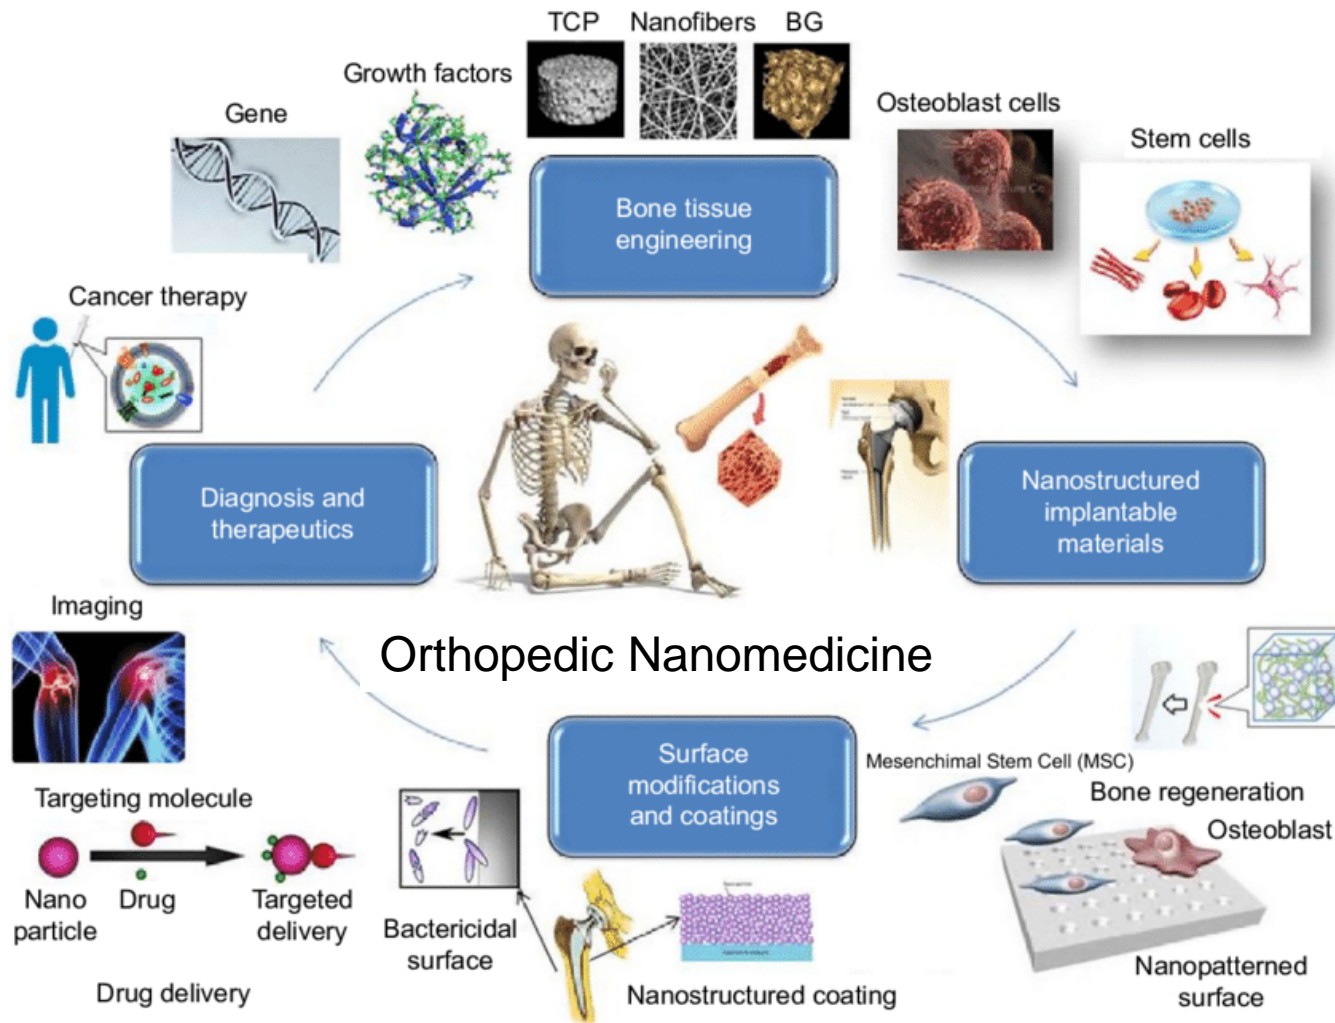 TCP
Nanofibers
BG
Growth factors
Gene
Osteoblast cells
Stem cells
Bone tissue
engineering
Cancer therapy
Diagnosis and
therapeutics
Nanostructured
implantable
materials
Imaging
Orthopedic Nanomedicine
Surface
modifications
and coatings
Mesenchimal Stem Cell (MSC)
Bone regeneration
Osteoblast
Targeting molecule
Nano
particle
Drug
Targeted
delivery
Drug delivery
Bactericidal
surface
Nanostructured coating
Nanopatterned
surface